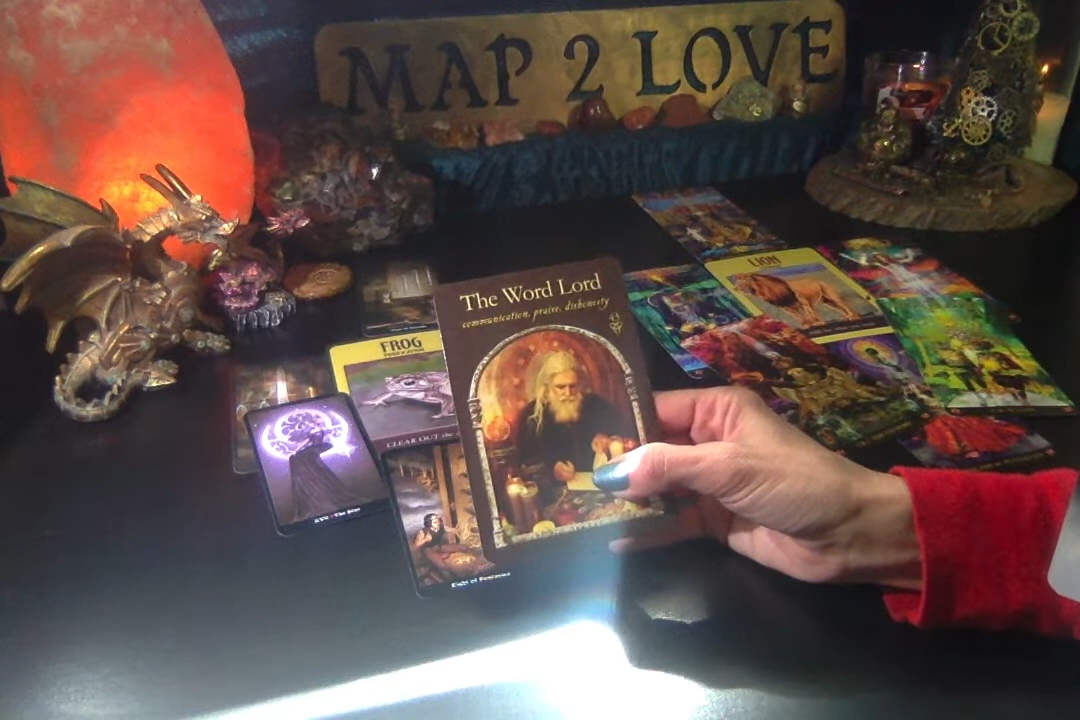 MAP 2 LOVE
The Word Lord
communication, praise, dishonesty
LION
FROG
CLEAR OUT the
XVII - The Star
Eight of Pentacles